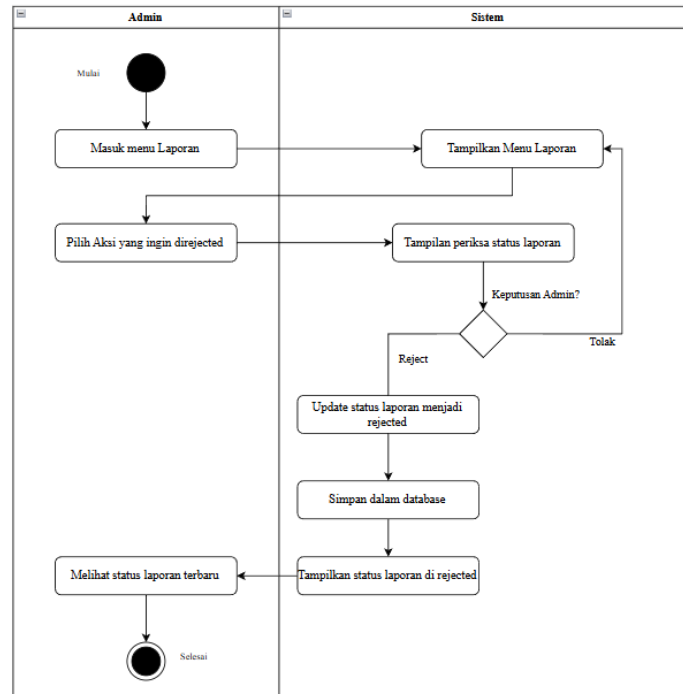 Admin
Sistem
Mulai
Masuk menu Laporan
Tampilkan Menu Laporan
Pilih Aksi yang ingin direjected
Tampilan periksa status laporan
Keputusan Admin?
Tolak
Reject
Update status laporan menjadi
rejected
Simpan dalam database
Melihat status laporan terbaru
Tampilkan status laporan di rejected
Selesai